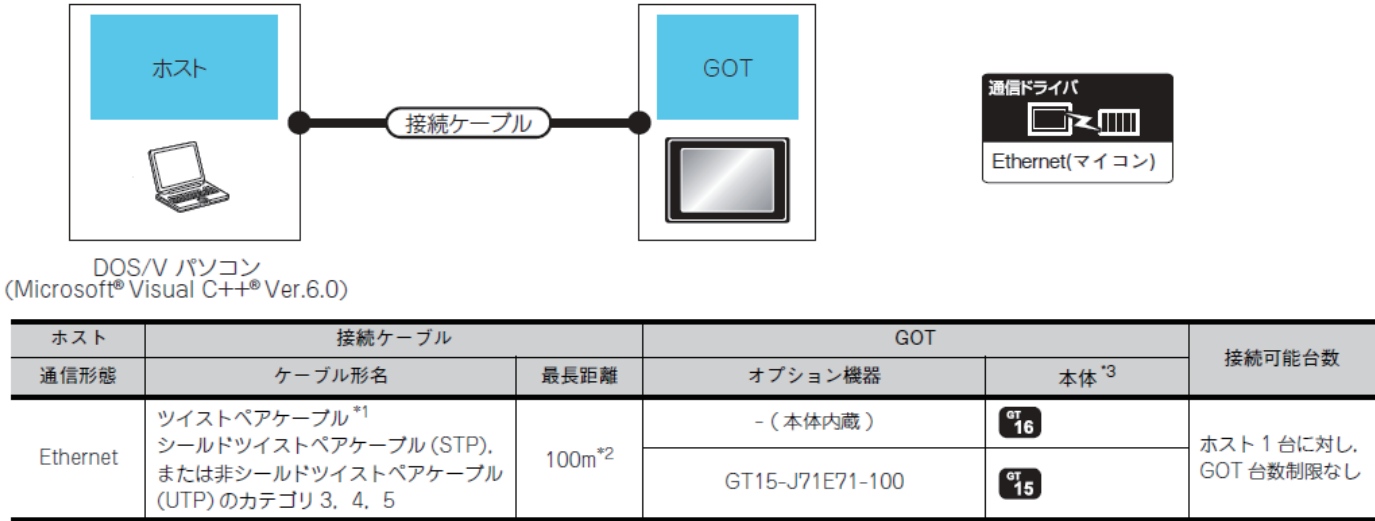 ホスト
GOT
接続ケーブル
通信ドライバ
Ethernet(マイコン)
DOS/V パソコン
(Microsoft® Visual C++® Ver.6.0)
ホスト 接続ケーブル GOT 接続可能台数
通信形態 ケーブル形名 最長距離 オプション機器 本体*3
Ethernet
ツイストペアケーブル*1
シールドツイストペアケーブル(STP),
または非シールドツイストペアケーブル
(UTP)のカテゴリ3, 4, 5
100m*2
-(本体内蔵)
GT16
GT15-J71E71-100
GT15
ホスト1台に対し,
GOT台数制限なし